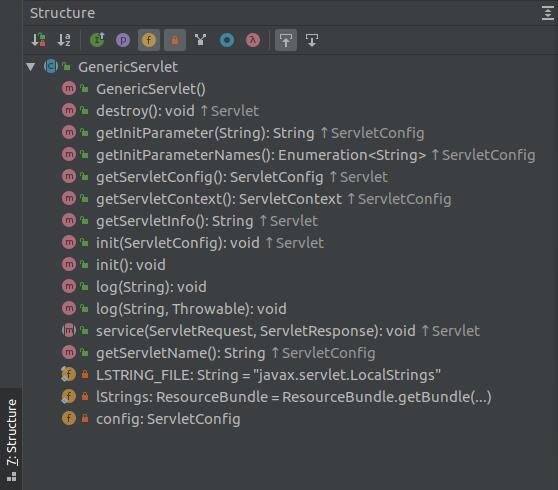 Structure
GenericServlet
GenericServlet()
destroy(): void ↑Servlet
getInitParameter(String): String ↑ServletConfig
getInitParameterNames(): Enumeration<String> ↑ServletConfig
getServletConfig(): ServletConfig ↑Servlet
getServletContext(): ServletContext ↑ServletConfig
getServletInfo(): String ↑Servlet
init(ServletConfig): void ↑Servlet
init(): void
log(String): void
log(String, Throwable): void
service(ServletRequest, ServletResponse): void ↑Servlet
getServletName(): String ↑ServletConfig
LSTRING_FILE: String = "javax.servlet.LocalStrings"
lStrings: ResourceBundle = ResourceBundle.getBundle(...)
config: ServletConfig
7: Structure